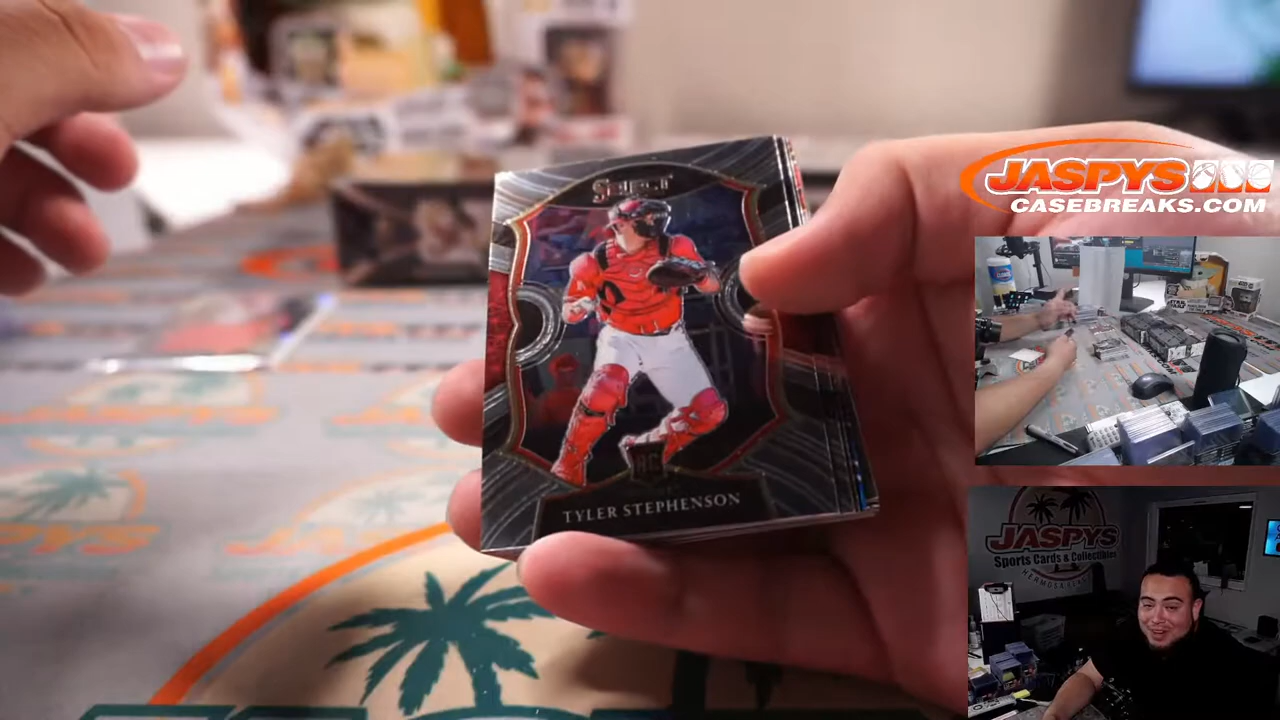 SELECT
RC
TYLER STEPHENSON
JASPYS
CASEBREAKS.COM
JASPYS
Sports Cards & Collectibles